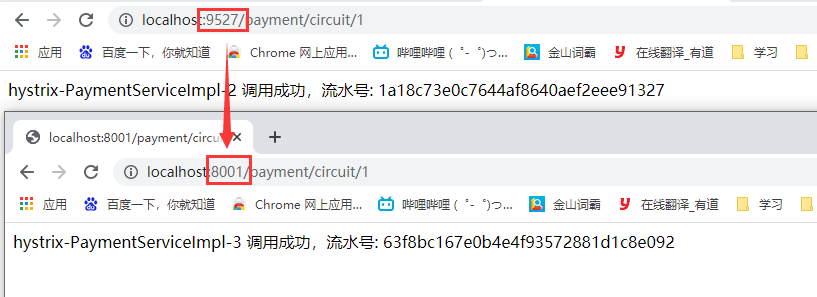 localhost:9527/payment/circuit/1
应用 百度一下，你就知道 Chrome 网上应用... 哔哩哔哩 ( ゜- ゜)つ... 金山词霸 在线翻译_有道 学习
hystrix-PaymentServiceImpl-2 调用成功，流水号: 1a18c73e0c7644af8640aef2eee91327
localhost:8001/payment/circu
localhost:8001/payment/circuit/1
应用 百度一下，你就知道 Chrome 网上应用... 哔哩哔哩 ( ゜- ゜)つ... 金山词霸 在线翻译_有道 学习
hystrix-PaymentServiceImpl-3 调用成功，流水号: 63f8bc167e0b4e4f93572881d1c8e092